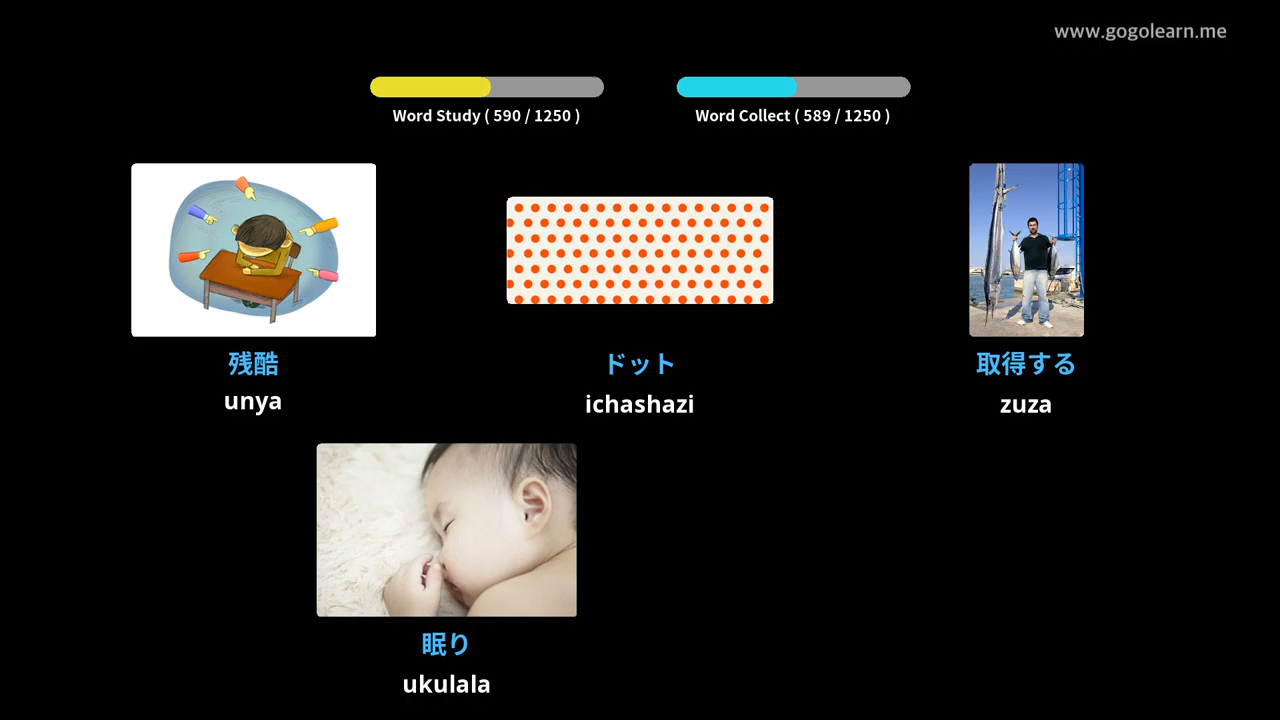 www.gogolearn.me
Word Study ( 590 / 1250 )
Word Collect ( 589 / 1250 )
残酷
unya
ドット
ichashazi
取得する
zuza
眠り
ukulala